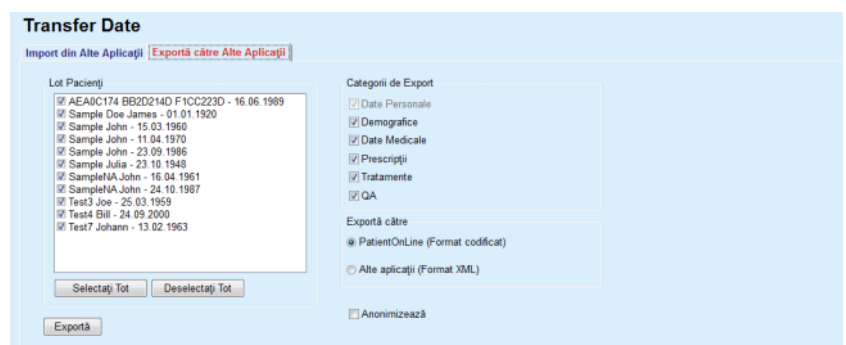 Transfer Date
Import din Alte Aplicaţii Exportă către Alte Aplicaţii
Lot Pacienţi
AEA0C174 BB2D214D F1CC223D - 16.06.1989
Sample Doe James - 01.01.1920
Sample John - 15.03.1960
Sample John - 11.04.1970
Sample John - 23.09.1986
Sample Julia - 23.10.1948
SampleNA John - 16.04.1961
SampleNA John - 24.10.1987
Test3 Joe - 25.03.1959
Test4 Bill - 24.09.2000
Test7 Johann - 13.02.1963
Selectaţi Tot Deselectaţi Tot
Exportă
Categorii de Export
Date Personale
Demografice
Date Medicale
Prescripţii
Tratamente
QA
Exportă către
PatientOnLine (Format codificat)
Alte aplicaţii (Format XML)
Anonimizează